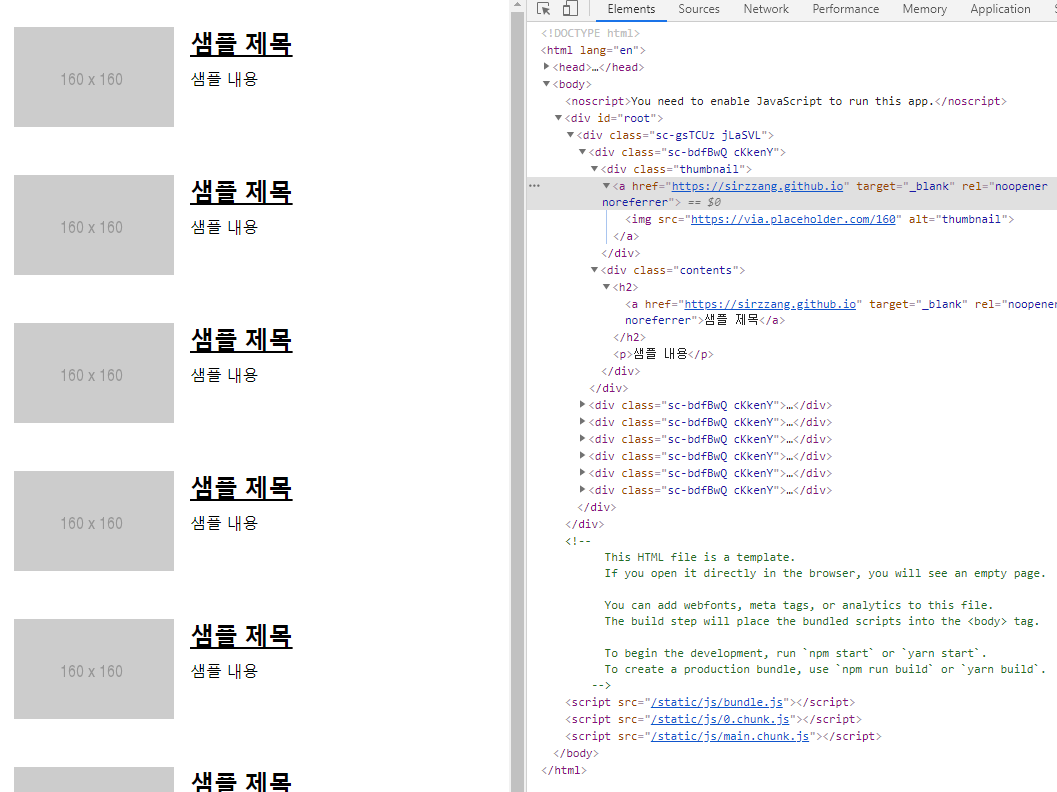 160 x 160
샘플 제목
샘플 내용
160 x 160
샘플 제목
샘플 내용
160 x 160
샘플 제목
샘플 내용
160 x 160
샘플 제목
샘플 내용
160 x 160
샘플 제목
샘플 내용
샘플 제목
Elements Sources Network Performance Memory Application
<!DOCTYPE html>
<html lang="en">
<head>…</head>
<body>
<noscript>You need to enable JavaScript to run this app.</noscript>
<div id="root">
<div class="sc-gsTCUz jLaSVL">
<div class="sc-bdfBwQ cKkenY">
<div class="thumbnail">
<a href="https://sirzzang.github.io" target="_blank" rel="noopener
noreferrer"> == $0
<img src="https://via.placeholder.com/160" alt="thumbnail">
</a>
</div>
<div class="contents">
<h2>
<a href="https://sirzzang.github.io" target="_blank" rel="noopener
noreferrer">샘플 제목</a>
</h2>
<p>샘플 내용</p>
</div>
</div>
<div class="sc-bdfBwQ cKkenY">…</div>
<div class="sc-bdfBwQ cKkenY">…</div>
<div class="sc-bdfBwQ cKkenY">…</div>
<div class="sc-bdfBwQ cKkenY">…</div>
<div class="sc-bdfBwQ cKkenY">…</div>
<div class="sc-bdfBwQ cKkenY">…</div>
</div>
</div>
<!--
This HTML file is a template.
If you open it directly in the browser, you will see an empty page.
You can add webfonts, meta tags, or analytics to this file.
The build step will place the bundled scripts into the <body> tag.
To begin the development, run `npm start` or `yarn start`.
To create a production bundle, use `npm run build` or `yarn build`.
-->
<script src="/static/js/bundle.js"></script>
<script src="/static/js/0.chunk.js"></script>
<script src="/static/js/main.chunk.js"></script>
</body>
</html>